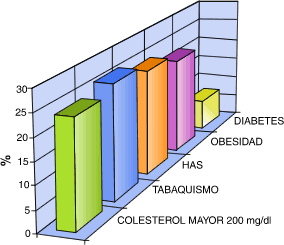 30
25
20
15
10
5
0
%
DIABETES
OBESIDAD
HAS
TABAQUISMO
COLESTEROL MAYOR 200 mg/dl